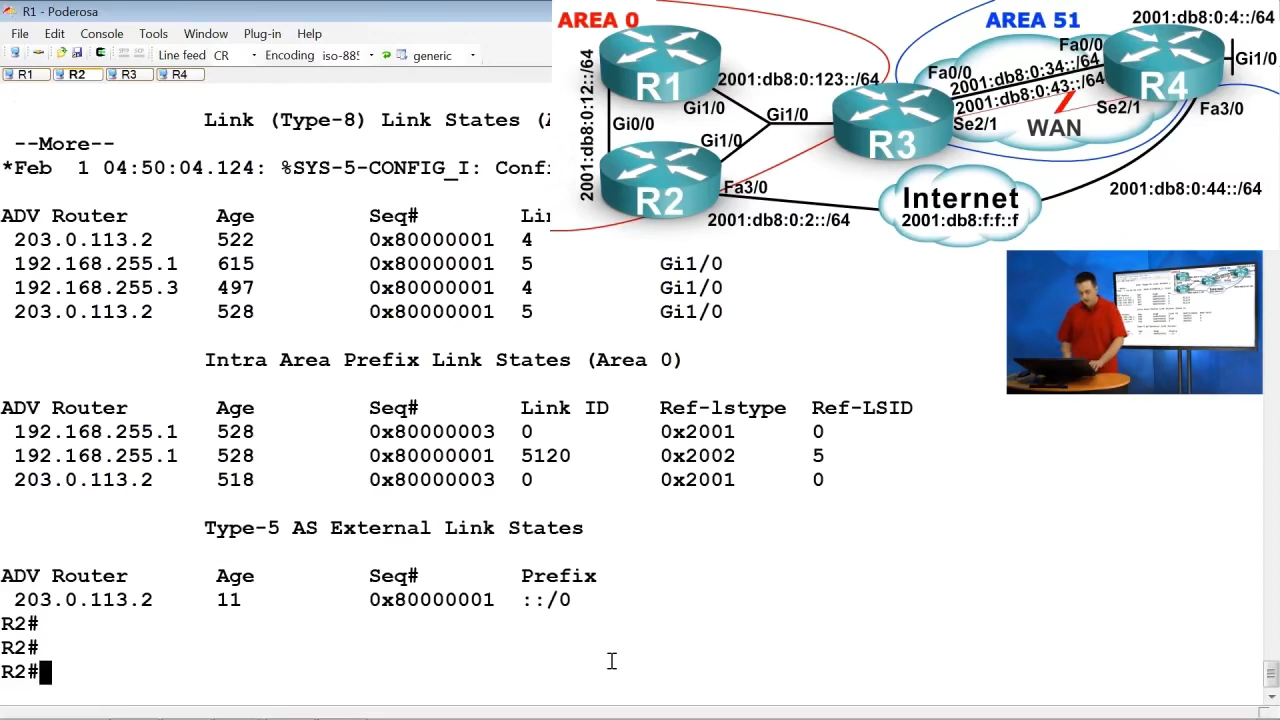 R1 - Poderosa
File Edit Console Tools Window Plug-in Help
Line feed CR Encoding iso-88: generic
R1 R2 R3 R4
Link (Type-8) Link States (A
--More--
*Feb  1 04:50:04.124: %SYS-5-CONFIG_I: Confi
ADV Router Age Seq# Lin
203.0.113.2 522 0x80000001 4
192.168.255.1 615 0x80000001 5 Gi1/0
192.168.255.3 497 0x80000001 4 Gi1/0
203.0.113.2 528 0x80000001 5 Gi1/0
Intra Area Prefix Link States (Area 0)
ADV Router Age Seq# Link ID Ref-lstype Ref-LSID
192.168.255.1 528 0x80000003 0 0x2001 0
192.168.255.1 528 0x80000001 5120 0x2002 5
203.0.113.2 518 0x80000003 0 0x2001 0
Type-5 AS External Link States
ADV Router Age Seq# Prefix
203.0.113.2 11 0x80000001 ::/0
R2#
R2#
R2#
AREA 0
AREA 51
2001:db8:0:4::/64
R1
2001:db8:0:123::/64
Gi1/0
2001:db8:0:12::/64
Gi0/0
Gi1/0
Gi1/0
R2
Fa3/0
2001:db8:0:2::/64
R3
Fa0/0
Se2/1
2001:db8:0:34::/64
2001:db8:0:43::/64
WAN
Fa0/0
Se2/1
R4
Gi1/0
Fa3/0
2001:db8:0:44::/64
Internet
2001:db8:f:f::f